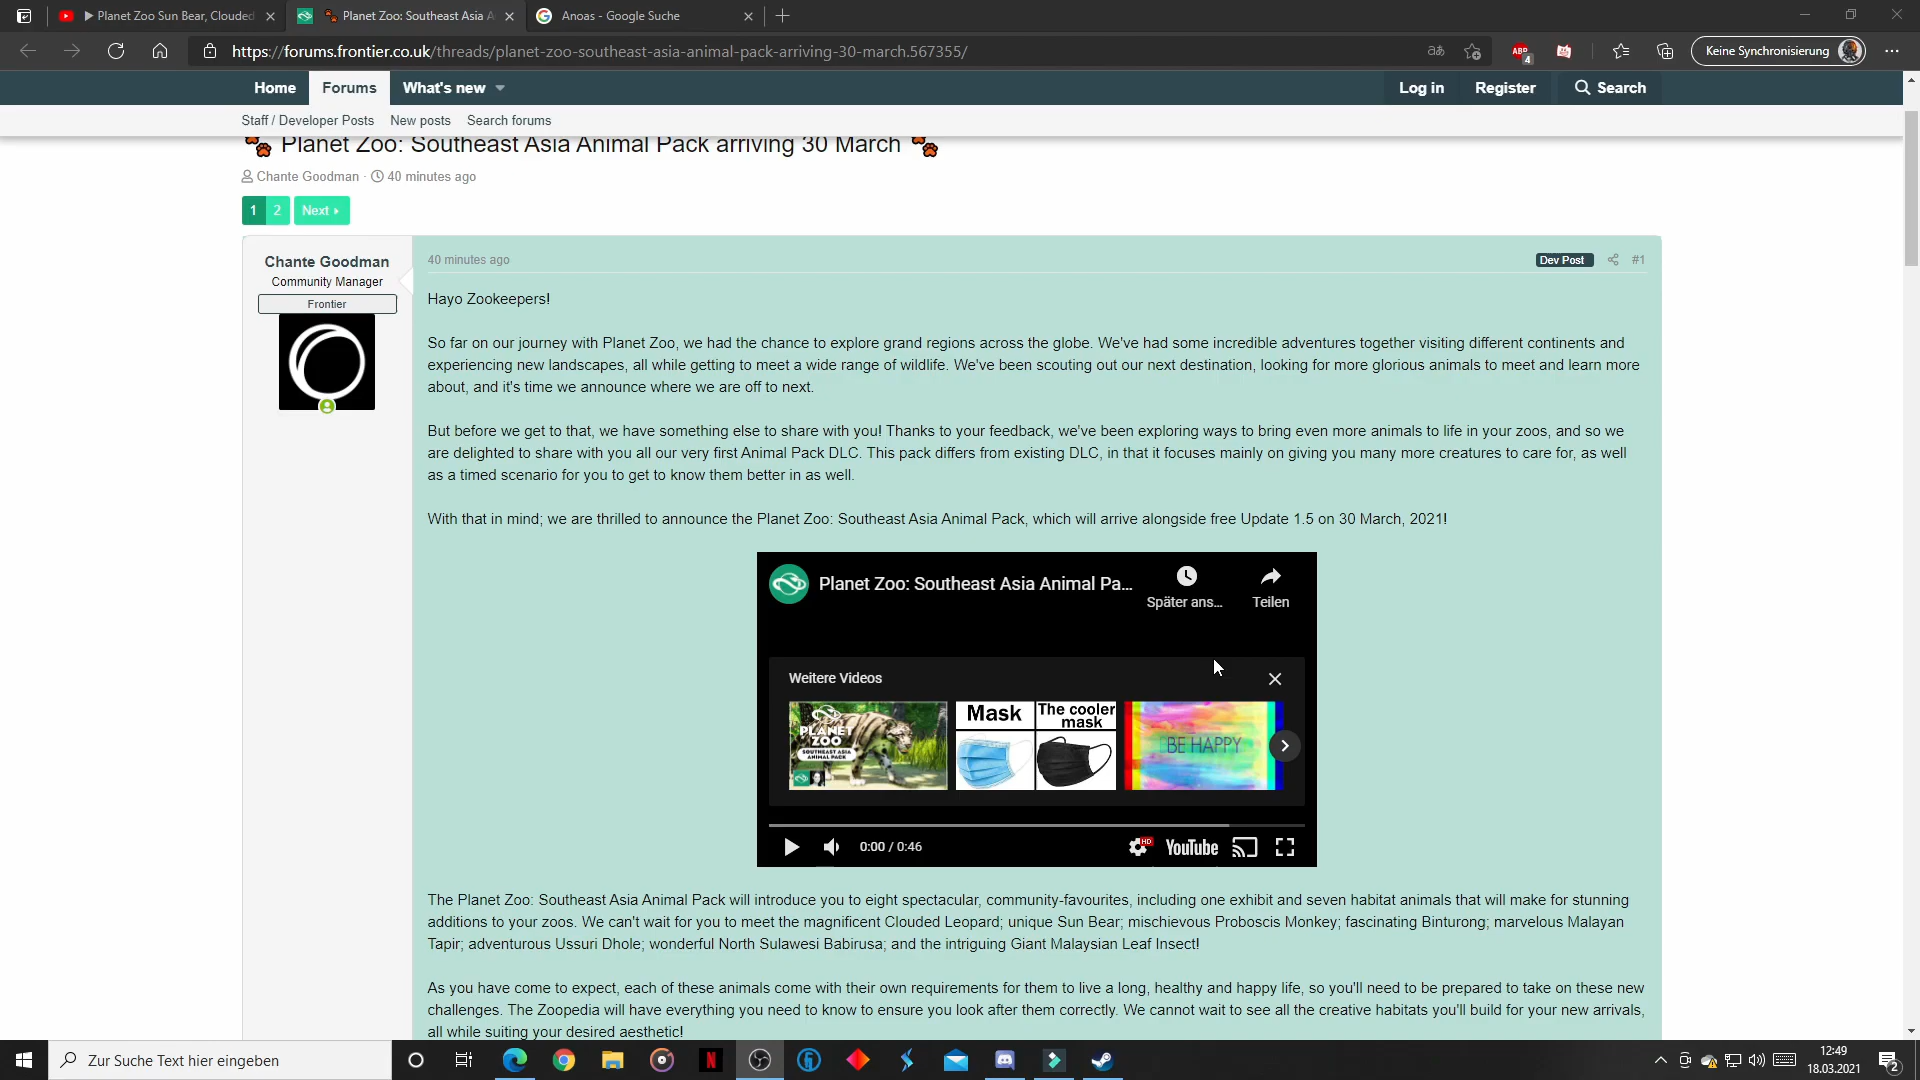 ▶ Planet Zoo Sun Bear, Clouded
Planet Zoo: Southeast Asia A
Anoas - Google Suche
https://forums.frontier.co.uk/threads/planet-zoo-southeast-asia-animal-pack-arriving-30-march.567355/
aあ
ABP
4
Keine Synchronisierung
Home
Forums
What's new
Log in
Register
Search
Staff / Developer Posts
New posts
Search forums
Planet Zoo: Southeast Asia Animal Pack arriving 30 March
Chante Goodman · 40 minutes ago
1
2
Next
Chante Goodman
Community Manager
Frontier
40 minutes ago
Dev Post
#1
Hayo Zookeepers!
So far on our journey with Planet Zoo, we had the chance to explore grand regions across the globe. We've had some incredible adventures together visiting different continents and
experiencing new landscapes, all while getting to meet a wide range of wildlife. We've been scouting out our next destination, looking for more glorious animals to meet and learn more
about, and it's time we announce where we are off to next.
But before we get to that, we have something else to share with you! Thanks to your feedback, we've been exploring ways to bring even more animals to life in your zoos, and so we
are delighted to share with you all our very first Animal Pack DLC. This pack differs from existing DLC, in that it focuses mainly on giving you many more creatures to care for, as well
as a timed scenario for you to get to know them better in as well.
With that in mind; we are thrilled to announce the Planet Zoo: Southeast Asia Animal Pack, which will arrive alongside free Update 1.5 on 30 March, 2021!
Planet Zoo: Southeast Asia Animal Pa...
Später ans...
Teilen
Weitere Videos
PLANET
ZOO
SOUTHEAST ASIA
ANIMAL PACK
Mask
The cooler
mask
BE HAPPY
0:00 / 0:46
HD
YouTube
The Planet Zoo: Southeast Asia Animal Pack will introduce you to eight spectacular, community-favourites, including one exhibit and seven habitat animals that will make for stunning
additions to your zoos. We can't wait for you to meet the magnificent Clouded Leopard; unique Sun Bear; mischievous Proboscis Monkey; fascinating Binturong; marvelous Malayan
Tapir; adventurous Ussuri Dhole; wonderful North Sulawesi Babirusa; and the intriguing Giant Malaysian Leaf Insect!
As you have come to expect, each of these animals come with their own requirements for them to live a long, healthy and happy life, so you'll need to be prepared to take on these new
challenges. The Zoopedia will have everything you need to know to ensure you look after them correctly. We cannot wait to see all the creative habitats you'll build for your new arrivals,
all while suiting your desired aesthetic!
Zur Suche Text hier eingeben
N
12:49
18.03.2021
2